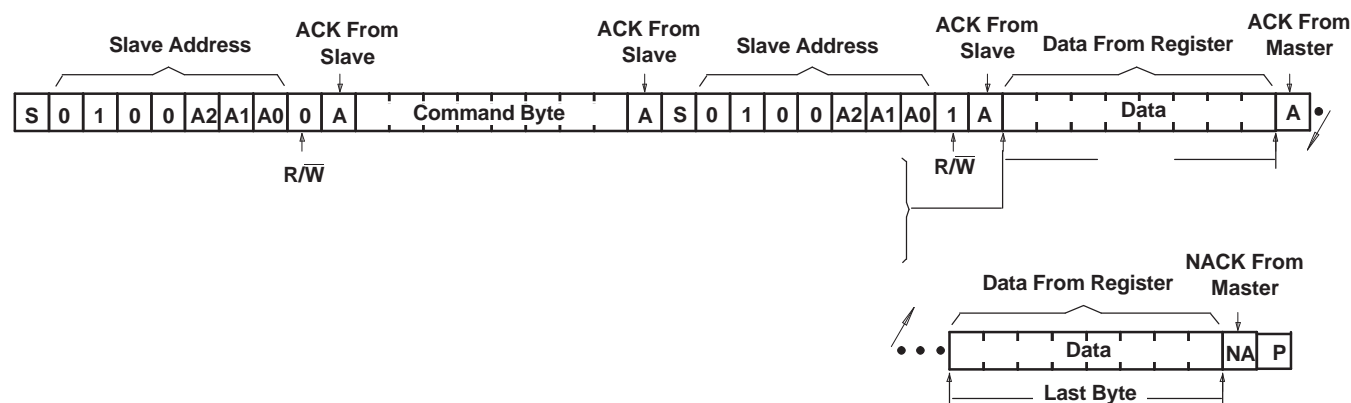 Slave Address
ACK From
Slave
ACK From
Slave
Slave Address
ACK From
Slave
Data From Register
ACK From
Master
S 0 1 0 0 A2 A1 A0 0 A Command Byte A S 0 1 0 0 A2 A1 A0 1 A Data A
R/W̅
R/W̅
Data From Register
NACK From
Master
Data NA P
Last Byte